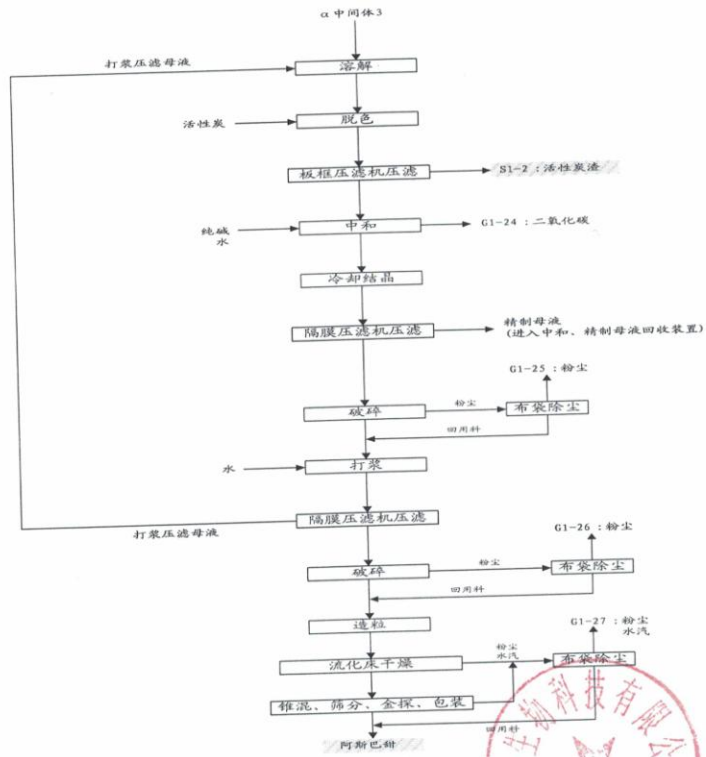 α中间体3
打浆压滤母液
溶解
活性炭
脱色
板框压滤机压滤
S1-2：活性炭渣
纯碱
水
中和
G1-24：二氧化碳
冷却结晶
隔膜压滤机压滤
精制母液
(进入中和、精制母液回收装置)
G1-25：粉尘
破碎
粉尘
布袋除尘
回用料
水
打浆
隔膜压滤机压滤
打浆压滤母液
G1-26：粉尘
破碎
粉尘
布袋除尘
回用料
造粒
G1-27：粉尘
水汽
流化床干燥
粉尘
水汽
布袋除尘
锥混、筛分、金探、包装
回用料
阿斯巴甜
生物科技有限公